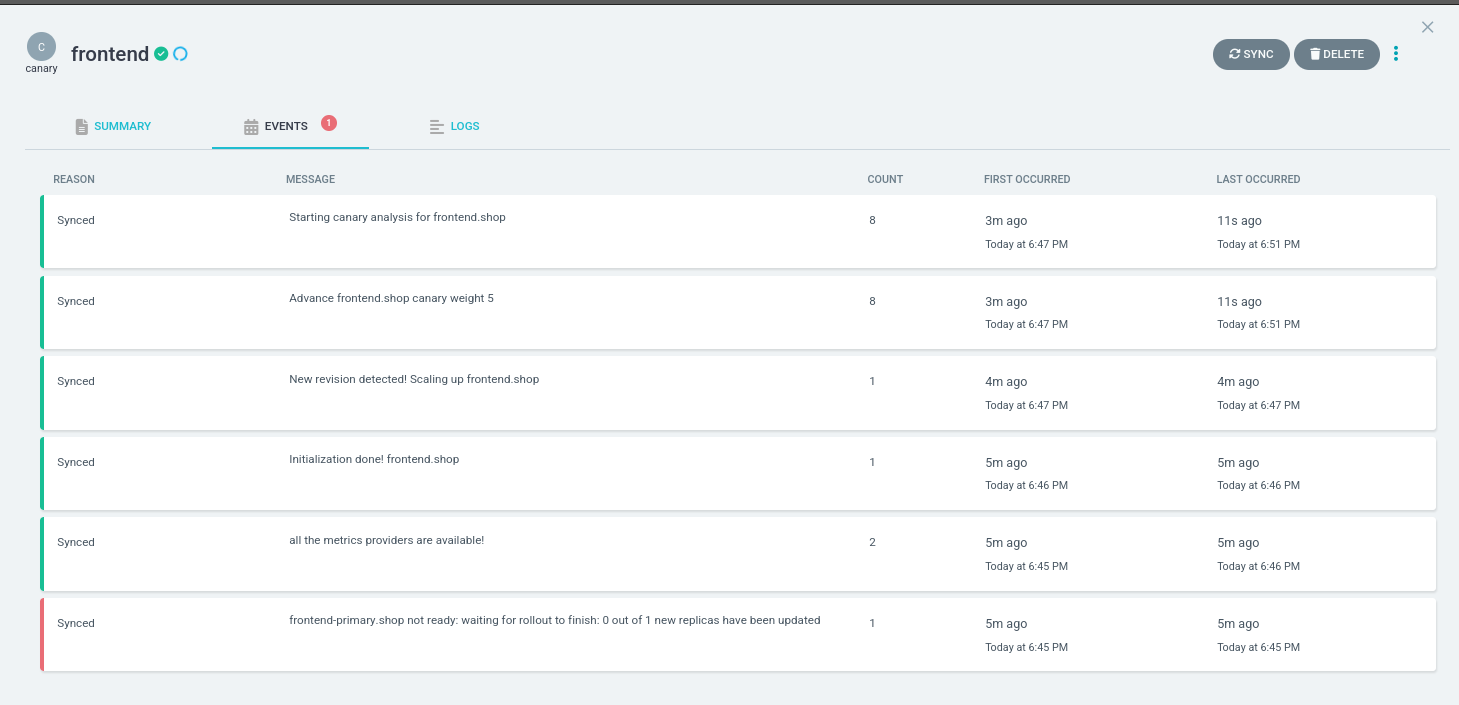 C
canary
frontend
SYNC
DELETE
SUMMARY
EVENTS
1
LOGS
REASON MESSAGE COUNT FIRST OCCURRED LAST OCCURRED
Synced Starting canary analysis for frontend.shop 8 3m ago 11s ago
Today at 6:47 PM Today at 6:51 PM
Synced Advance frontend.shop canary weight 5 8 3m ago 11s ago
Today at 6:47 PM Today at 6:51 PM
Synced New revision detected! Scaling up frontend.shop 1 4m ago 4m ago
Today at 6:47 PM Today at 6:47 PM
Synced Initialization done! frontend.shop 1 5m ago 5m ago
Today at 6:46 PM Today at 6:46 PM
Synced all the metrics providers are available! 2 5m ago 5m ago
Today at 6:45 PM Today at 6:46 PM
Synced frontend-primary.shop not ready: waiting for rollout to finish: 0 out of 1 new replicas have been updated 1 5m ago 5m ago
Today at 6:45 PM Today at 6:45 PM